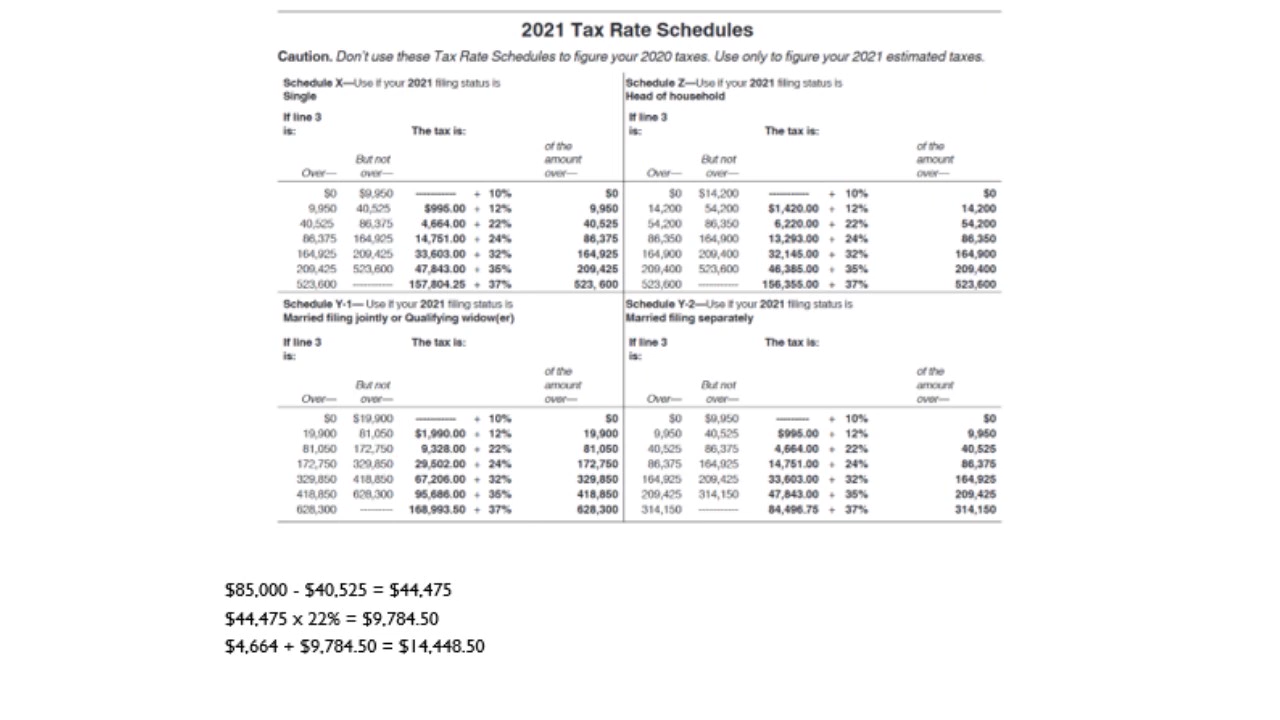 2021 Tax Rate Schedules
Caution. Don't use these Tax Rate Schedules to figure your 2020 taxes. Use only to figure your 2021 estimated taxes.
Schedule X—Use if your 2021 filing status is
Single
If line 3
is:
The tax is:
of the
But not amount
Over— over— over—
$0 $9,950 ---------- + 10% $0
9,950 40,525 $995.00 + 12% 9,950
40,525 86,375 4,664.00 + 22% 40,525
86,375 164,925 14,751.00 + 24% 86,375
164,925 209,425 33,603.00 + 32% 164,925
209,425 523,600 47,843.00 + 35% 209,425
523,600 ---------- 157,804.25 + 37% 523, 600
Schedule Z—Use if your 2021 filing status is
Head of household
If line 3
is:
The tax is:
of the
But not amount
Over— over— over—
$0 $14,200 ---------- + 10% $0
14,200 54,200 $1,420.00 + 12% 14,200
54,200 86,350 6,220.00 + 22% 54,200
86,350 164,900 13,293.00 + 24% 86,350
164,900 209,400 32,145.00 + 32% 164,900
209,400 523,600 46,385.00 + 35% 209,400
523,600 ---------- 156,355.00 + 37% 523,600
Schedule Y-1— Use if your 2021 filing status is
Married filing jointly or Qualifying widow(er)
If line 3
is:
The tax is:
of the
But not amount
Over— over— over—
$0 $19,900 ---------- + 10% $0
19,900 81,050 $1,990.00 + 12% 19,900
81,050 172,750 9,328.00 + 22% 81,050
172,750 329,850 29,502.00 + 24% 172,750
329,850 418,850 67,206.00 + 32% 329,850
418,850 628,300 95,686.00 + 35% 418,850
628,300 ---------- 168,993.50 + 37% 628,300
Schedule Y-2—Use if your 2021 filing status is
Married filing separately
If line 3
is:
The tax is:
of the
But not amount
Over— over— over—
$0 $9,950 ---------- + 10% $0
9,950 40,525 $995.00 + 12% 9,950
40,525 86,375 4,664.00 + 22% 40,525
86,375 164,925 14,751.00 + 24% 86,375
164,925 209,425 33,603.00 + 32% 164,925
209,425 314,150 47,843.00 + 35% 209,425
314,150 ---------- 84,496.75 + 37% 314,150
$85,000 - $40,525 = $44,475
$44,475 x 22% = $9,784.50
$4,664 + $9,784.50 = $14,448.50